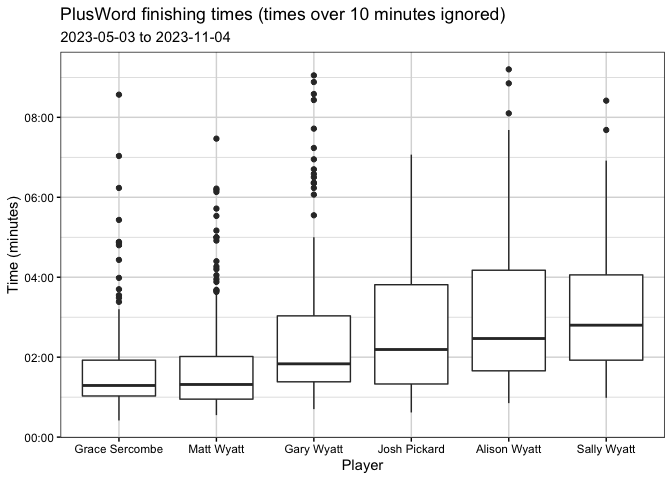 PlusWord finishing times (times over 10 minutes ignored)
2023-05-03 to 2023-11-04
Time (minutes)
08:00
06:00
04:00
02:00
00:00
Grace Sercombe Matt Wyatt Gary Wyatt Josh Pickard Alison Wyatt Sally Wyatt
Player